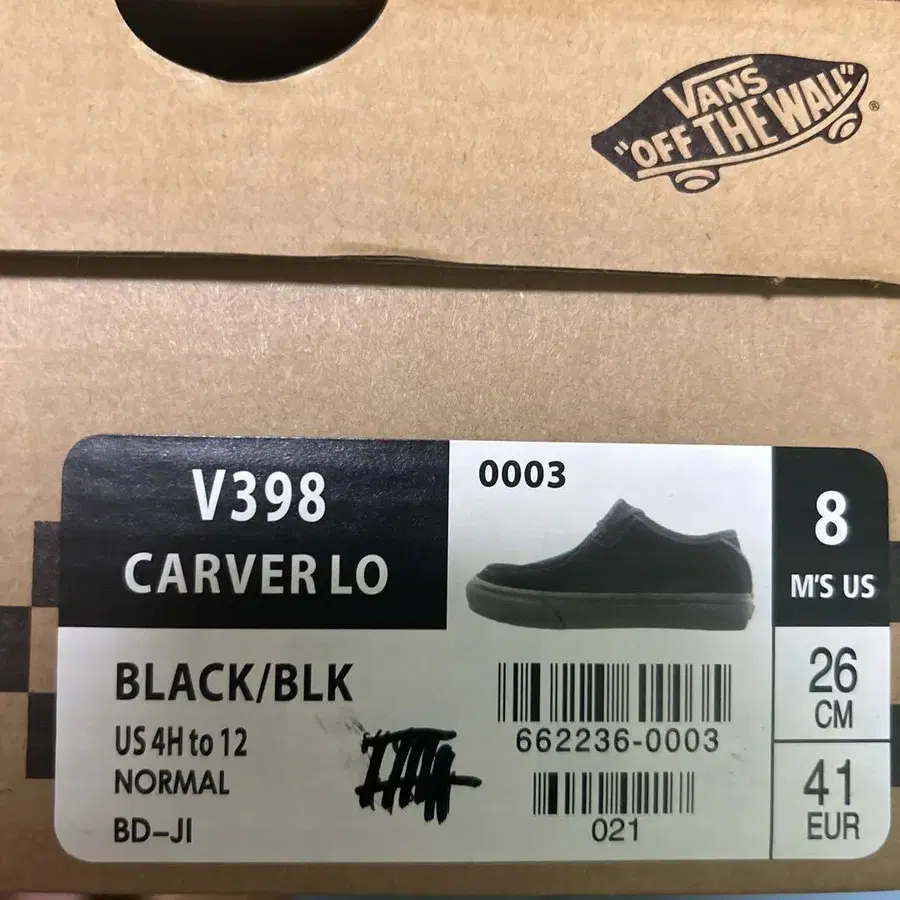 VANS
"OFF THE WALL"
®
V398
CARVER LO
0003
8
M'S US
BLACK/BLK
US 4H to 12
NORMAL
BD-JI
662236-0003
021
26
CM
41
EUR